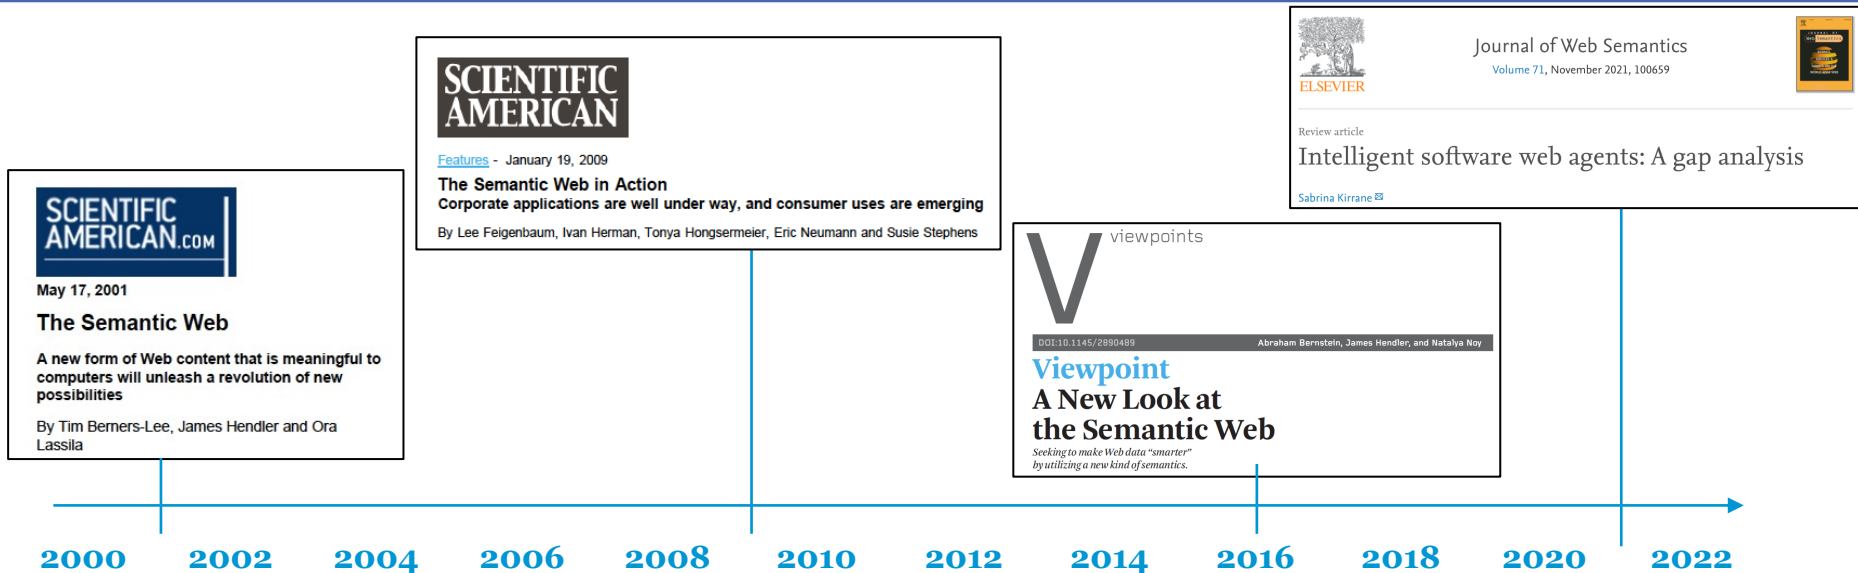 SCIENTIFIC
AMERICAN.COM
May 17, 2001
The Semantic Web
A new form of Web content that is meaningful to
computers will unleash a revolution of new
possibilities
By Tim Berners-Lee, James Hendler and Ora
Lassila
SCIENTIFIC
AMERICAN
Features - January 19, 2009
The Semantic Web in Action
Corporate applications are well under way, and consumer uses are emerging
By Lee Feigenbaum, Ivan Herman, Tonya Hongsermeier, Eric Neumann and Susie Stephens
V viewpoints
DOI:10.1145/2890489 Abraham Bernstein, James Hendler, and Natalya Noy
Viewpoint
A New Look at
the Semantic Web
Seeking to make Web data “smarter”
by utilizing a new kind of semantics.
ELSEVIER
Journal of Web Semantics
Volume 71, November 2021, 100659
Review article
Intelligent software web agents: A gap analysis
Sabrina Kirrane
2000 2002 2004 2006 2008 2010 2012 2014 2016 2018 2020 2022